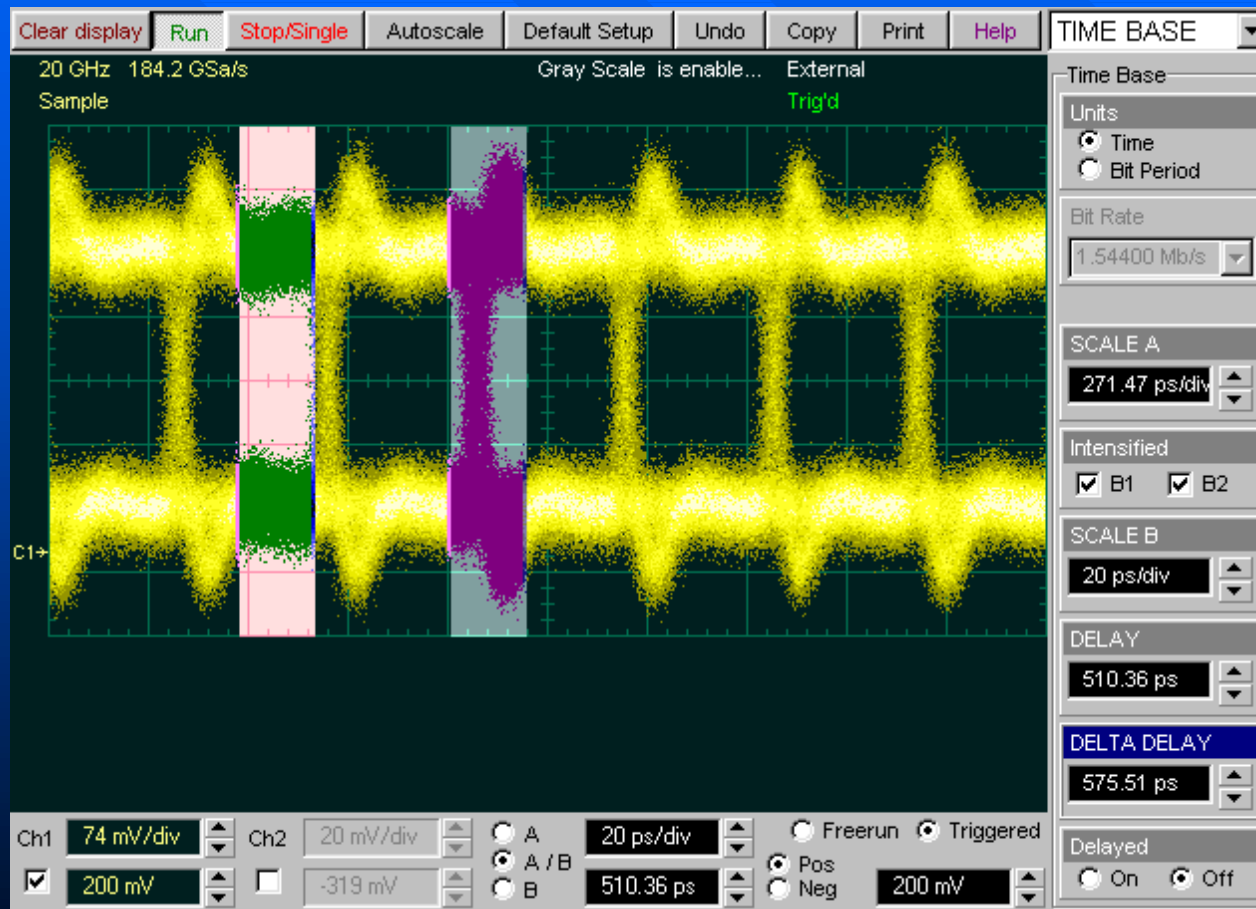 Clear display Run Stop/Single Autoscale Default Setup Undo Copy Print Help TIME BASE
20 GHz 184.2 GSa/s Gray Scale is enable... External
Sample Trig'd
C1
Time Base
Units
Time
Bit Period
Bit Rate
1.54400 Mb/s
SCALE A
271.47 ps/div
Intensified
B1 B2
SCALE B
20 ps/div
DELAY
510.36 ps
DELTA DELAY
575.51 ps
Delayed
On Off
Ch1 74 mV/div Ch2 20 mV/div A 20 ps/div Freerun Triggered
A / B Pos
200 mV -319 mV B 510.36 ps Neg 200 mV